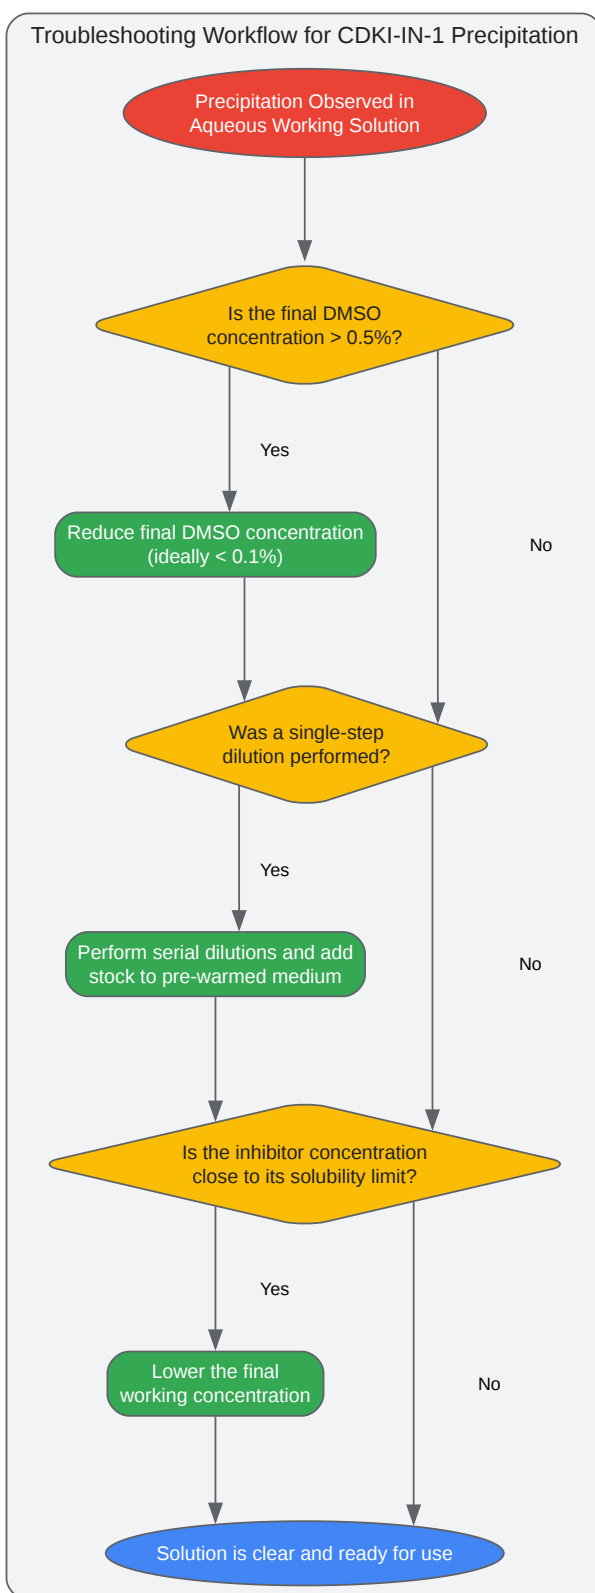 Troubleshooting Workflow for CDKI-IN-1 Precipitation
Precipitation Observed in
Aqueous Working Solution
Is the final DMSO
concentration > 0.5%?
Yes
Reduce final DMSO concentration
(ideally < 0.1%)
No
Was a single-step
dilution performed?
Yes
Perform serial dilutions and add
stock to pre-warmed medium
No
Is the inhibitor concentration
close to its solubility limit?
Yes
Lower the final
working concentration
No
Solution is clear and ready for use